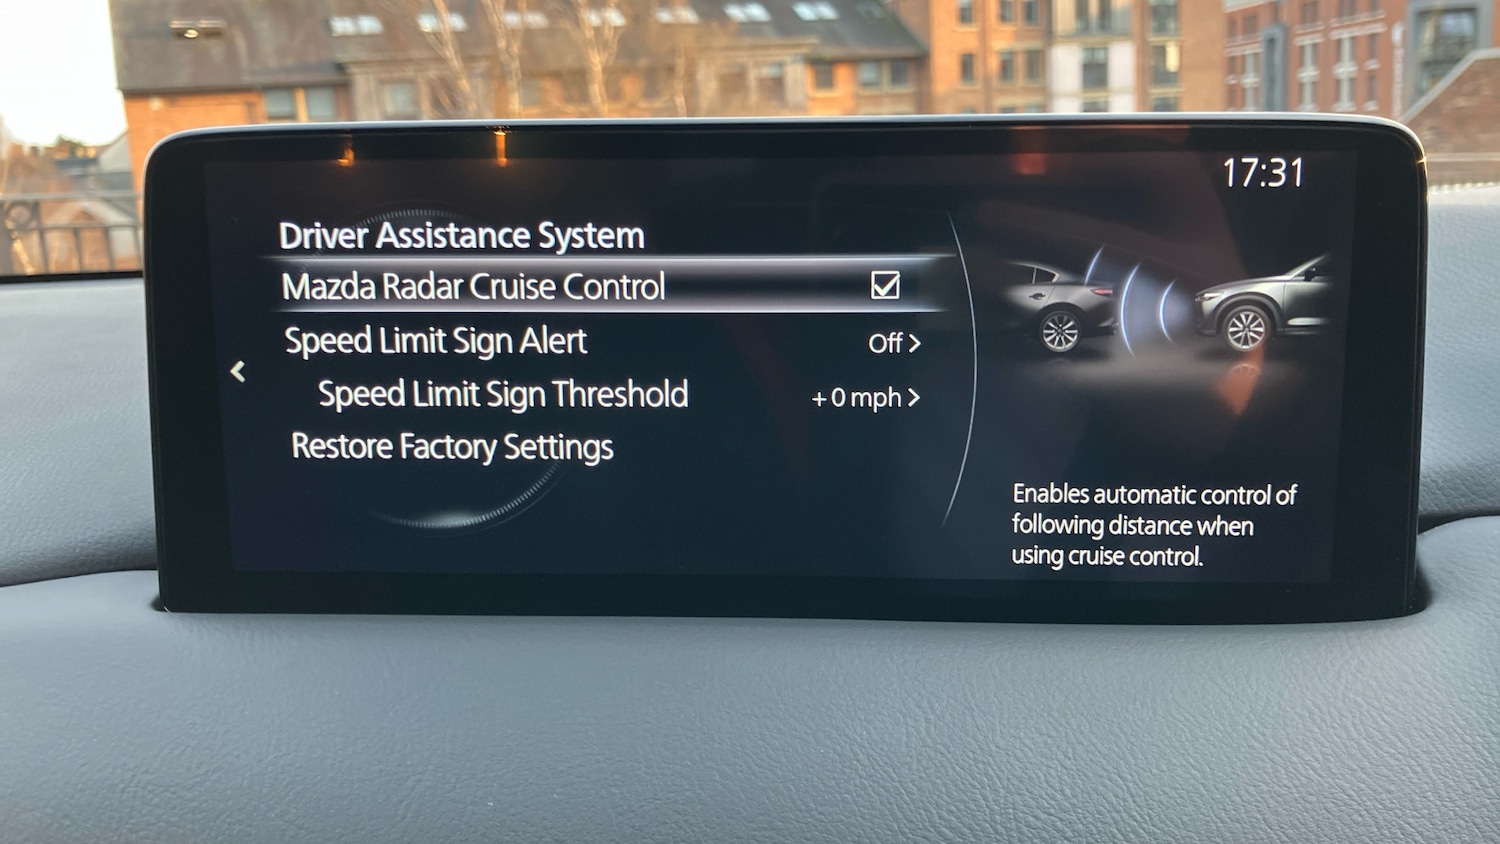 17:31
Driver Assistance System
Mazda Radar Cruise Control
Speed Limit Sign Alert Off >
Speed Limit Sign Threshold + 0 mph >
Restore Factory Settings
Enables automatic control of
following distance when
using cruise control.